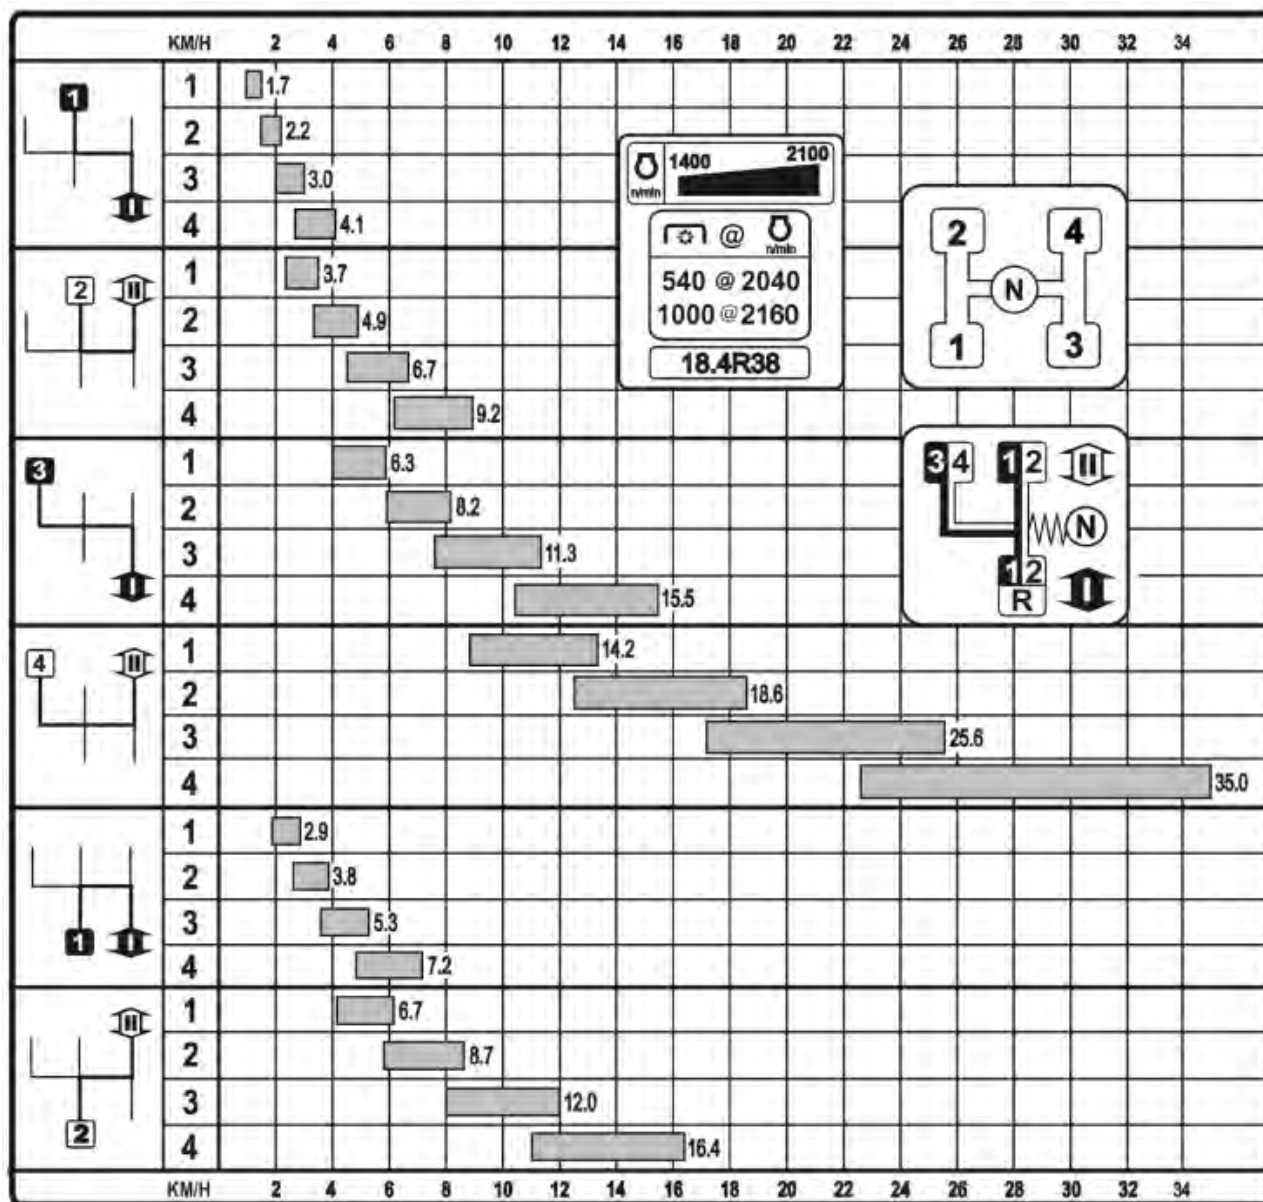 KM/H 2 4 6 8 10 12 14 16 18 20 22 24 26 28 30 32 34
1
I
1 1.7
2 2.2
3 3.0
4 4.1
2 II
1 3.7
2 4.9
3 6.7
4 9.2
n/min 1400 2100
@ n/min
540 @ 2040
1000 @ 2160
18.4R38
2 4
N
1 3
3
I
1 6.3
2 8.2
3 11.3
4 15.5
3 4 1 2 II
N
1 2 I
R
4 II
1 14.2
2 18.6
3 25.6
4 35.0
1 I
1 2.9
2 3.8
3 5.3
4 7.2
II
2
1 6.7
2 8.7
3 12.0
4 16.4
KM/H 2 4 6 8 10 12 14 16 18 20 22 24 26 28 30 32 34